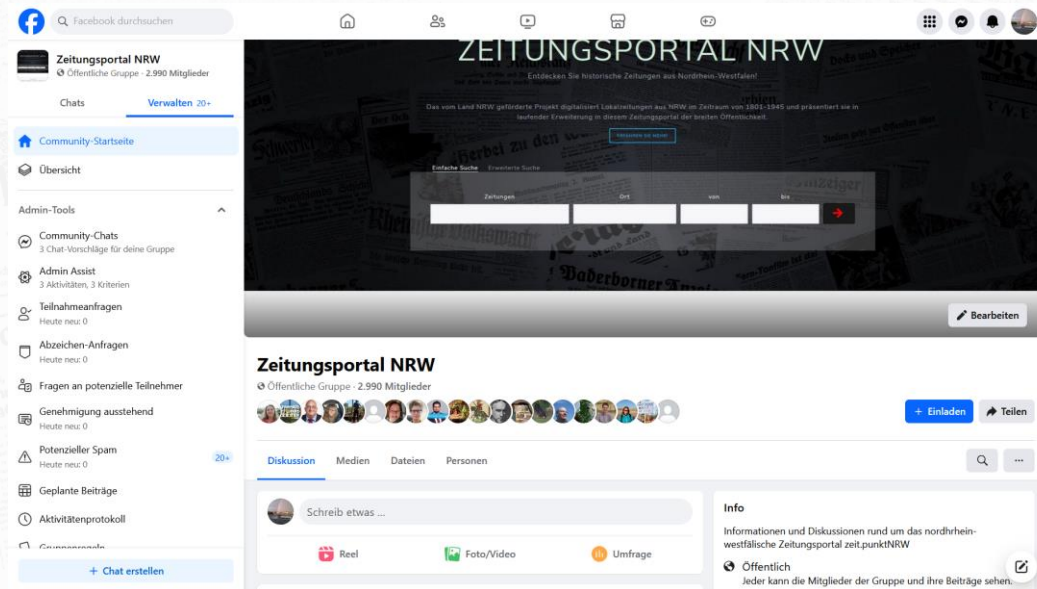 Facebook durchsuchen
Zeitungsportal NRW
Öffentliche Gruppe · 2.990 Mitglieder
Chats
Verwalten 20+
Community-Startseite
Übersicht
Admin-Tools
Community-Chats
3 Chat-Vorschläge für deine Gruppe
Admin Assist
3 Aktivitäten, 3 Kriterien
Teilnahmeanfragen
Heute neu: 0
Abzeichen-Anfragen
Heute neu: 0
Fragen an potenzielle Teilnehmer
Genehmigung ausstehend
Heute neu: 0
Potenzieller Spam
Heute neu: 0
20+
Geplante Beiträge
Aktivitätenprotokoll
Gruppenregeln
+ Chat erstellen
ZEITUNGSPORTAL NRW
Entdecken Sie historische Zeitungen aus Nordrhein-Westfalen!
Das vom Land NRW geförderte Projekt digitalisiert Lokalzeitungen aus NRW im Zeitraum von 1801-1945 und präsentiert sie in
laufender Erweiterung in diesem Zeitungsportal der breiten Öffentlichkeit.
Einfache Suche Erweiterte Suche
Zeitungen Ort von bis
Bearbeiten
Zeitungsportal NRW
Öffentliche Gruppe · 2.990 Mitglieder
+ Einladen
Teilen
Diskussion Medien Dateien Personen
Schreib etwas ...
Reel
Foto/Video
Umfrage
Info
Informationen und Diskussionen rund um das nordrhein-
westfälische Zeitungsportal zeit.punktNRW
Öffentlich
Jeder kann die Mitglieder der Gruppe und ihre Beiträge sehen.